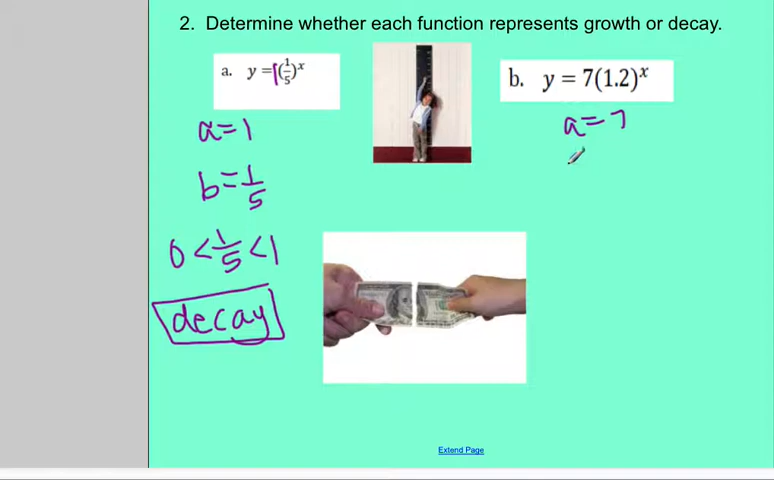 2. Determine whether each function represents growth or decay.
a. y = 1(1/5)^x
b. y = 7(1.2)^x
a=1
b=1/5
0<1/5<1
decay
a=7
Extend Page